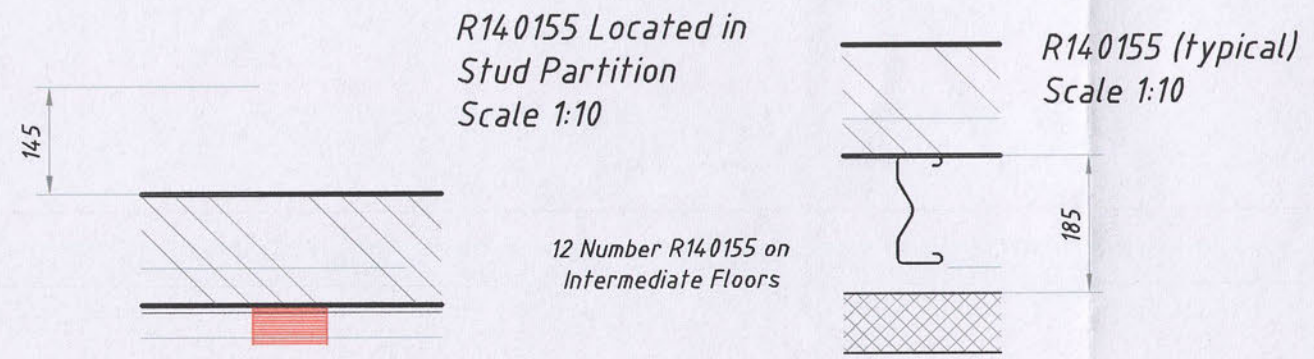 R140155 Located in
Stud Partition
Scale 1:10
145
12 Number R140155 on
Intermediate Floors
R140155 (typical)
Scale 1:10
185